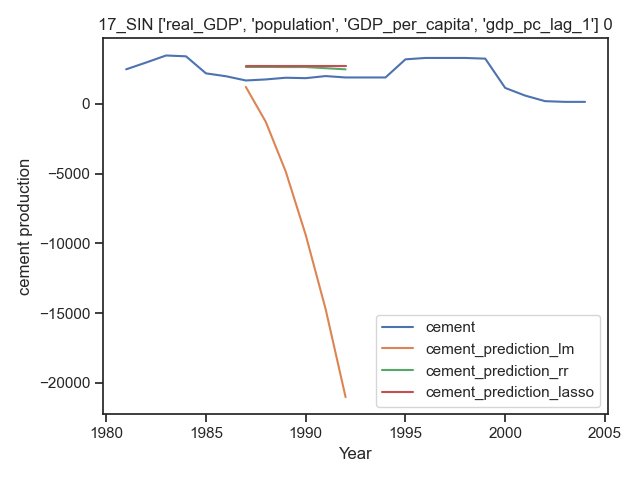 17_SIN ['real_GDP', 'population', 'GDP_per_capita', 'gdp_pc_lag_1'] 0
cement production
0
−5000
−10000
−15000
−20000
cement
cement_prediction_lm
cement_prediction_rr
cement_prediction_lasso
1980 1985 1990 1995 2000 2005
Year